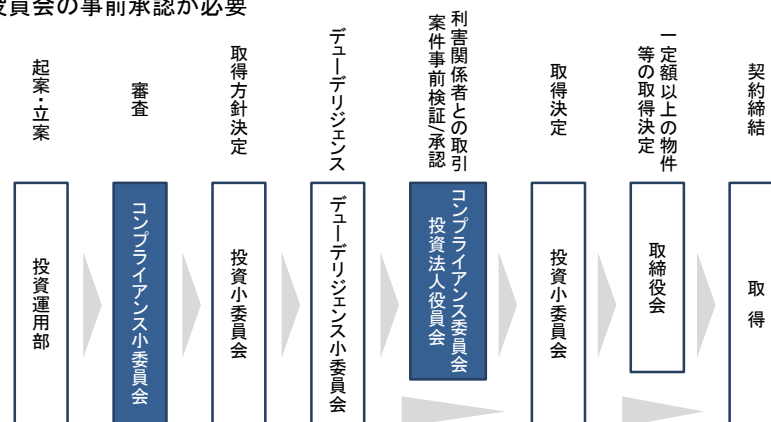 役員会の事前承認が必要
起案・立案
審査
取得方針決定
デューデリジェンス
利害関係者との取引
案件事前検証/承認
取得決定
一定額以上の物件
等の取得決定
契約締結
投資運用部
コンプライアンス小委員会
投資小委員会
デューデリジェンス小委員会
コンプライアンス委員会
投資法人役員会
投資小委員会
取締役会
取得